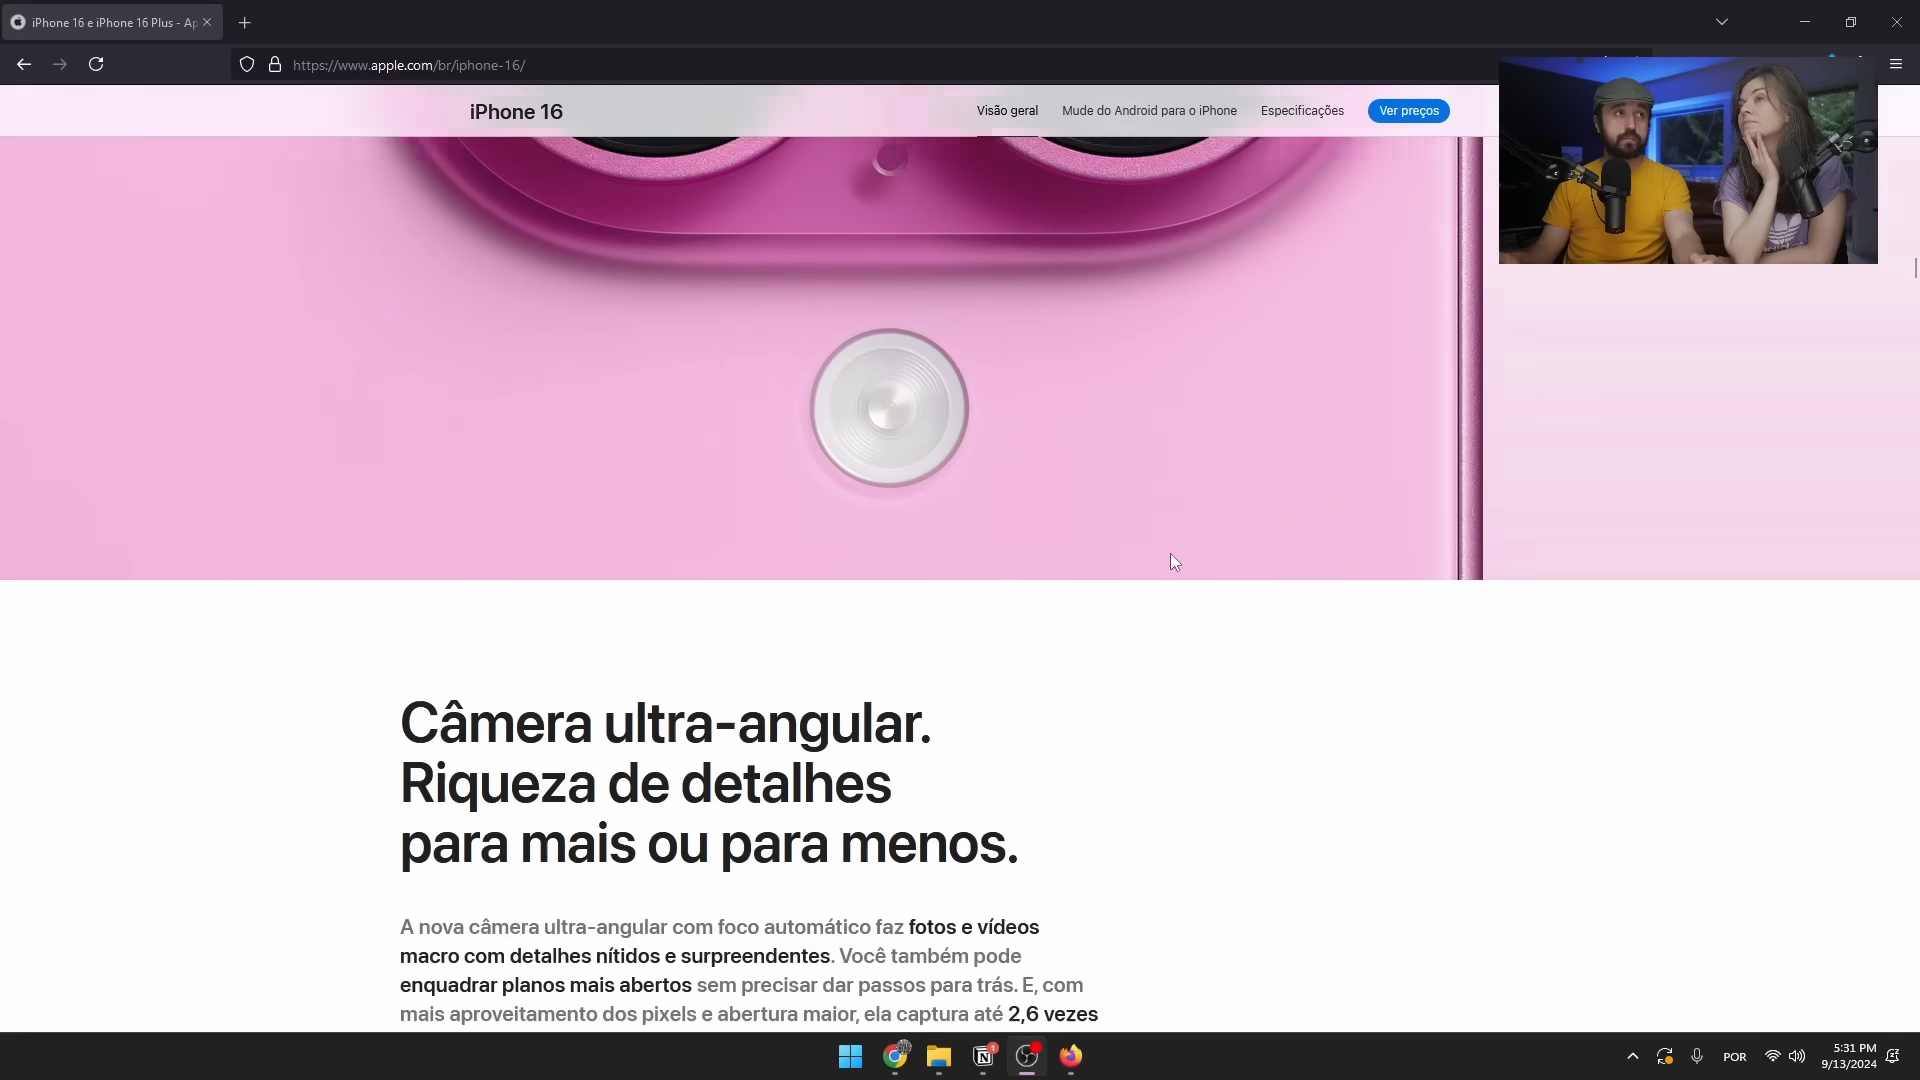 iPhone 16 e iPhone 16 Plus - Ap
https://www.apple.com/br/iphone-16/
iPhone 16
Visão geral
Mude do Android para o iPhone
Especificações
Ver preços
Câmera ultra-angular.
Riqueza de detalhes
para mais ou para menos.
A nova câmera ultra-angular com foco automático faz fotos e vídeos
macro com detalhes nítidos e surpreendentes. Você também pode
enquadrar planos mais abertos sem precisar dar passos para trás. E, com
mais aproveitamento dos pixels e abertura maior, ela captura até 2,6 vezes
1
POR
5:31 PM
9/13/2024